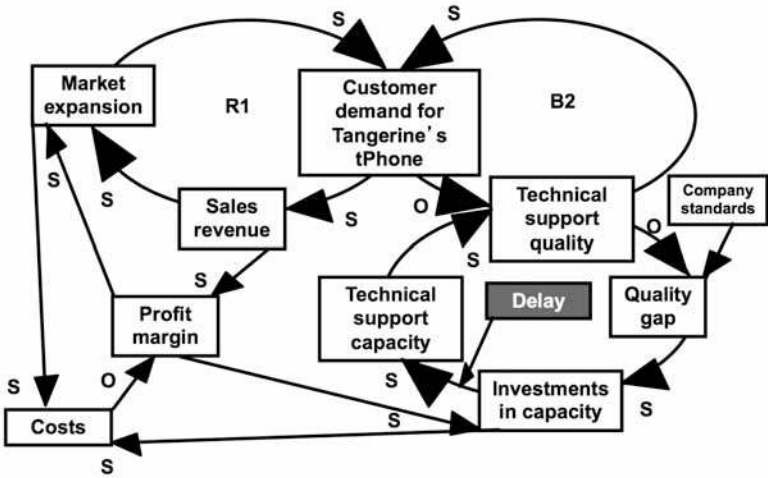 S
S
Market
expansion
R1
Customer
demand for
Tangerine's
tPhone
B2
S
S
Sales
revenue
S
O
Technical
support
quality
Company
standards
O
S
S
Profit
margin
Technical
support
capacity
Delay
Quality
gap
S
O
S
Investments
in capacity
S
Costs
S
S